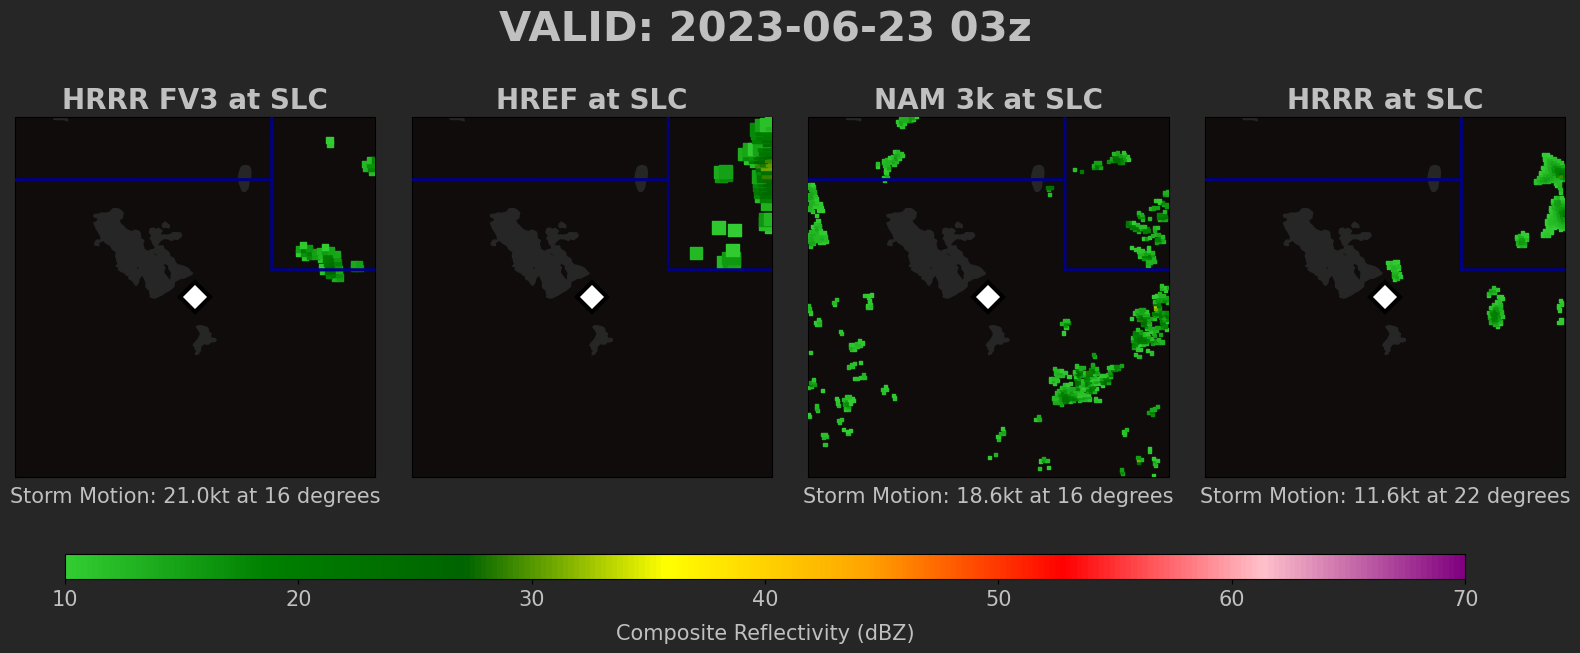 VALID: 2023-06-23 03z
HRRR FV3 at SLC
HREF at SLC
NAM 3k at SLC
HRRR at SLC
Storm Motion: 21.0kt at 16 degrees
Storm Motion: 18.6kt at 16 degrees
Storm Motion: 11.6kt at 22 degrees
10 20 30 40 50 60 70
Composite Reflectivity (dBZ)